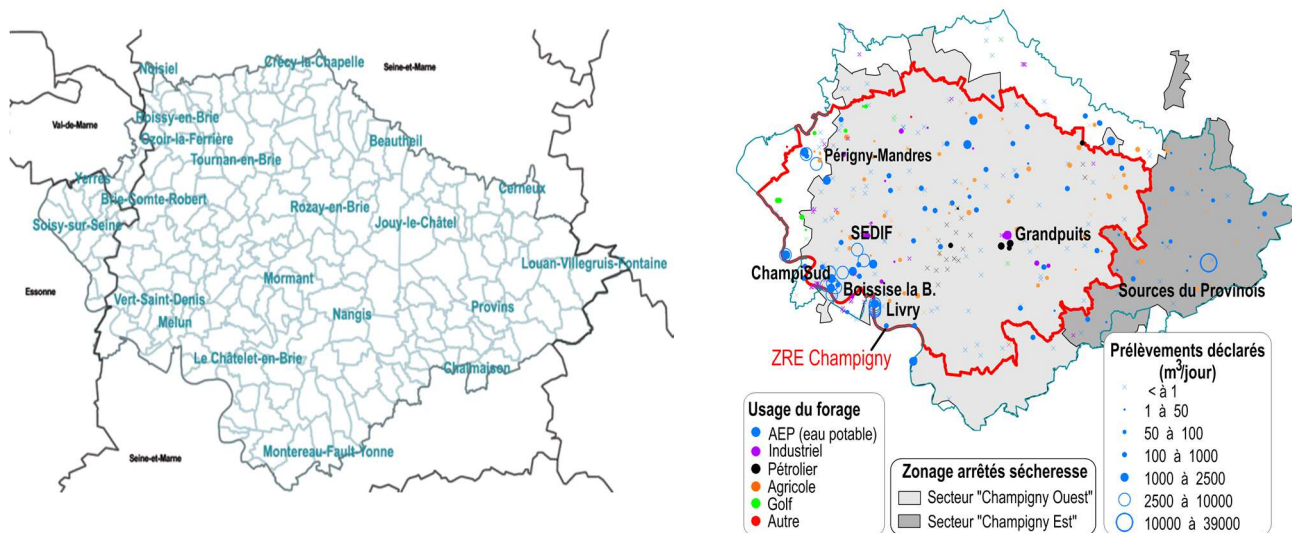 Crécy-la-Chapelle
Noisiel
Seine-et-Marne
Roissy-en-Brie
Val-de-Marne
Ozoir-la-Ferrière
Beautheil
Tournan-en-Brie
Yerres
Cerneux
Brie-Comte-Robert
Rozay-en-Brie
Soisy-sur-Seine
Jouy-le-Châtel
Louan-Villegruis-Fontaine
Mormant
Essonne
Vert-Saint-Denis
Provins
Nangis
Melun
Le Châtelet-en-Brie
Chalmaison
Montereau-Fault-Yonne
Seine-et-Marne
Périgny-Mandres
SEDIF
Grandpuits
ChampiSud
Boissise la B.
Sources du Provinois
Livry
ZRE Champigny
Usage du forage
AEP (eau potable)
Industriel
Pétrolier
Agricole
Golf
Autre
Zonage arrêtés sécheresse
Secteur "Champigny Ouest"
Secteur "Champigny Est"
Prélèvements déclarés
(m³/jour)
< à 1
1 à 50
50 à 100
100 à 1000
1000 à 2500
2500 à 10000
10000 à 39000